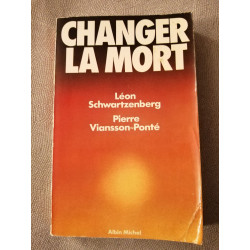 CHANGER
LA MORT
Léon
Schwartzenberg
Pierre
Viansson-Ponté
Albin Michel